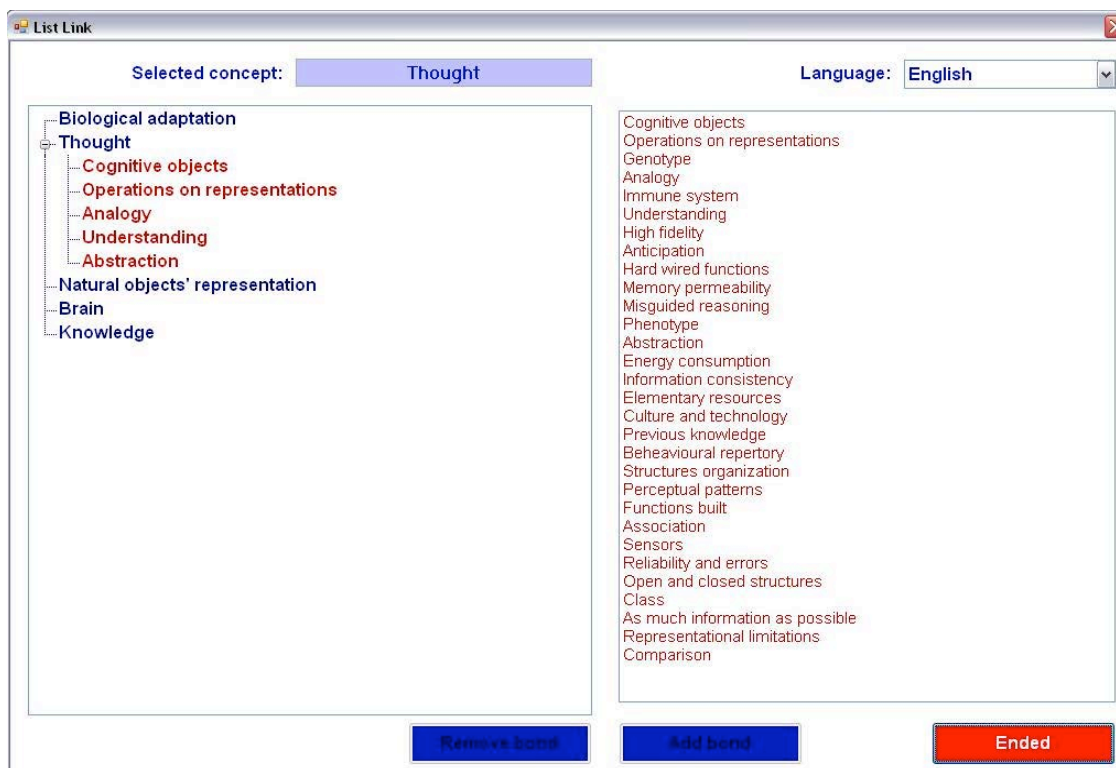 List Link
Selected concept: Thought
Language: English
Biological adaptation
Thought
Cognitive objects
Operations on representations
Analogy
Understanding
Abstraction
Natural objects' representation
Brain
Knowledge
Cognitive objects
Operations on representations
Genotype
Analogy
Immune system
Understanding
High fidelity
Anticipation
Hard wired functions
Memory permeability
Misguided reasoning
Phenotype
Abstraction
Energy consumption
Information consistency
Elementary resources
Culture and technology
Previous knowledge
Beheavioural repertory
Structures organization
Perceptual patterns
Functions built
Association
Sensors
Reliability and errors
Open and closed structures
Class
As much information as possible
Representational limitations
Comparison
Remove bond
Add bond
Ended